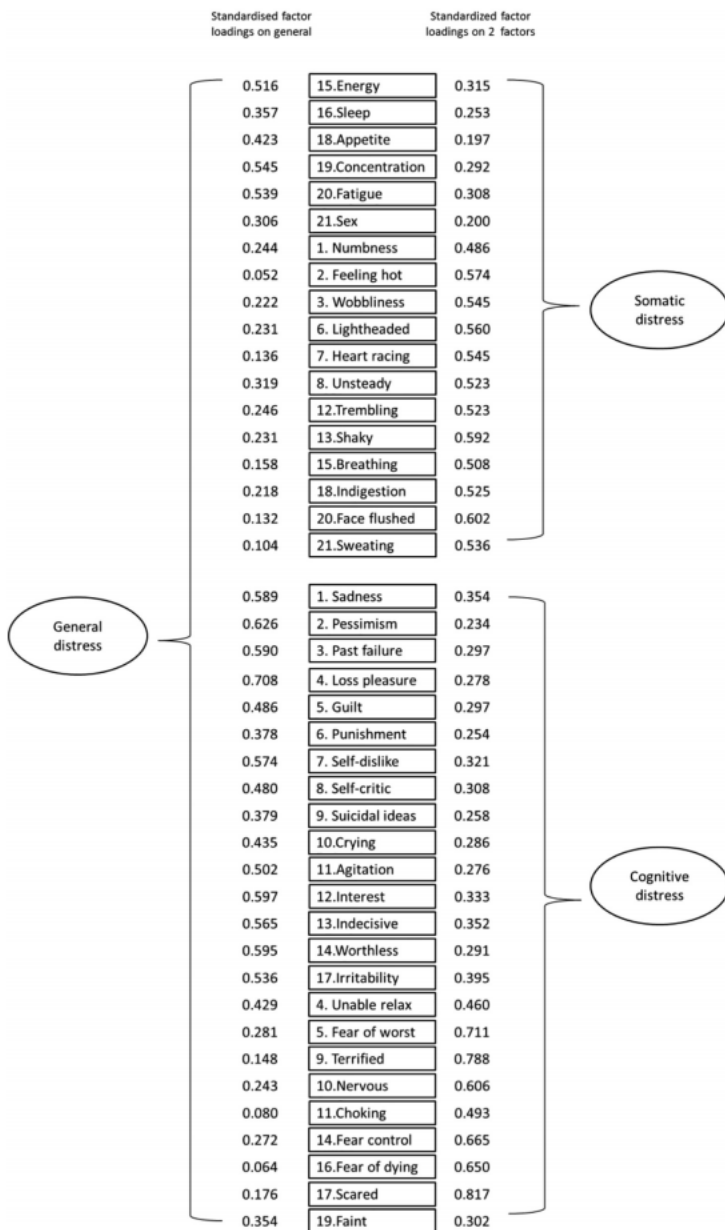 Standardised factor Standardized factor
loadings on general loadings on 2 factors
0.516 15.Energy 0.315
0.357 16.Sleep 0.253
0.423 18.Appetite 0.197
0.545 19.Concentration 0.292
0.539 20.Fatigue 0.308
0.306 21.Sex 0.200
0.244 1. Numbness 0.486
0.052 2. Feeling hot 0.574
0.222 3. Wobbliness 0.545
0.231 6. Lightheaded 0.560
0.136 7. Heart racing 0.545
0.319 8. Unsteady 0.523
0.246 12.Trembling 0.523
0.231 13.Shaky 0.592
0.158 15.Breathing 0.508
0.218 18.Indigestion 0.525
0.132 20.Face flushed 0.602
0.104 21.Sweating 0.536
Somatic
distress
0.589 1. Sadness 0.354
0.626 2. Pessimism 0.234
0.590 3. Past failure 0.297
0.708 4. Loss pleasure 0.278
0.486 5. Guilt 0.297
0.378 6. Punishment 0.254
0.574 7. Self-dislike 0.321
0.480 8. Self-critic 0.308
0.379 9. Suicidal ideas 0.258
0.435 10.Crying 0.286
0.502 11.Agitation 0.276
0.597 12.Interest 0.333
0.565 13.Indecisive 0.352
0.595 14.Worthless 0.291
0.536 17.Irritability 0.395
0.429 4. Unable relax 0.460
0.281 5. Fear of worst 0.711
0.148 9. Terrified 0.788
0.243 10.Nervous 0.606
0.080 11.Choking 0.493
0.272 14.Fear control 0.665
0.064 16.Fear of dying 0.650
0.176 17.Scared 0.817
0.354 19.Faint 0.302
General
distress
Cognitive
distress